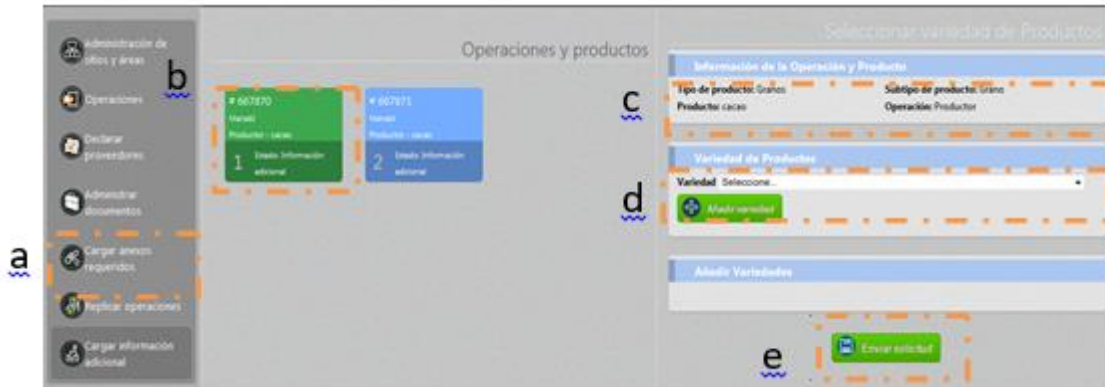 a
b
c
d
e
Administración de
sitios y áreas
Operaciones
Declarar
proveedores
Administrar
documentos
Cargar anexos
requeridos
Replicar operaciones
Cargar información
adicional
Operaciones y productos
# 667870
Productor - cacao
1 Estado: Información
adicional
# 667871
Productor - cacao
2 Estado: Información
adicional
Seleccionar variedad de Productos
Información de la Operación y Producto
Tipo de producto: Granos Subtipo de producto: Grano
Producto: cacao Operación: Productor
Variedad de Productos
Variedad Seleccione...
Añadir variedad
Añadir Variedades
Enviar solicitud